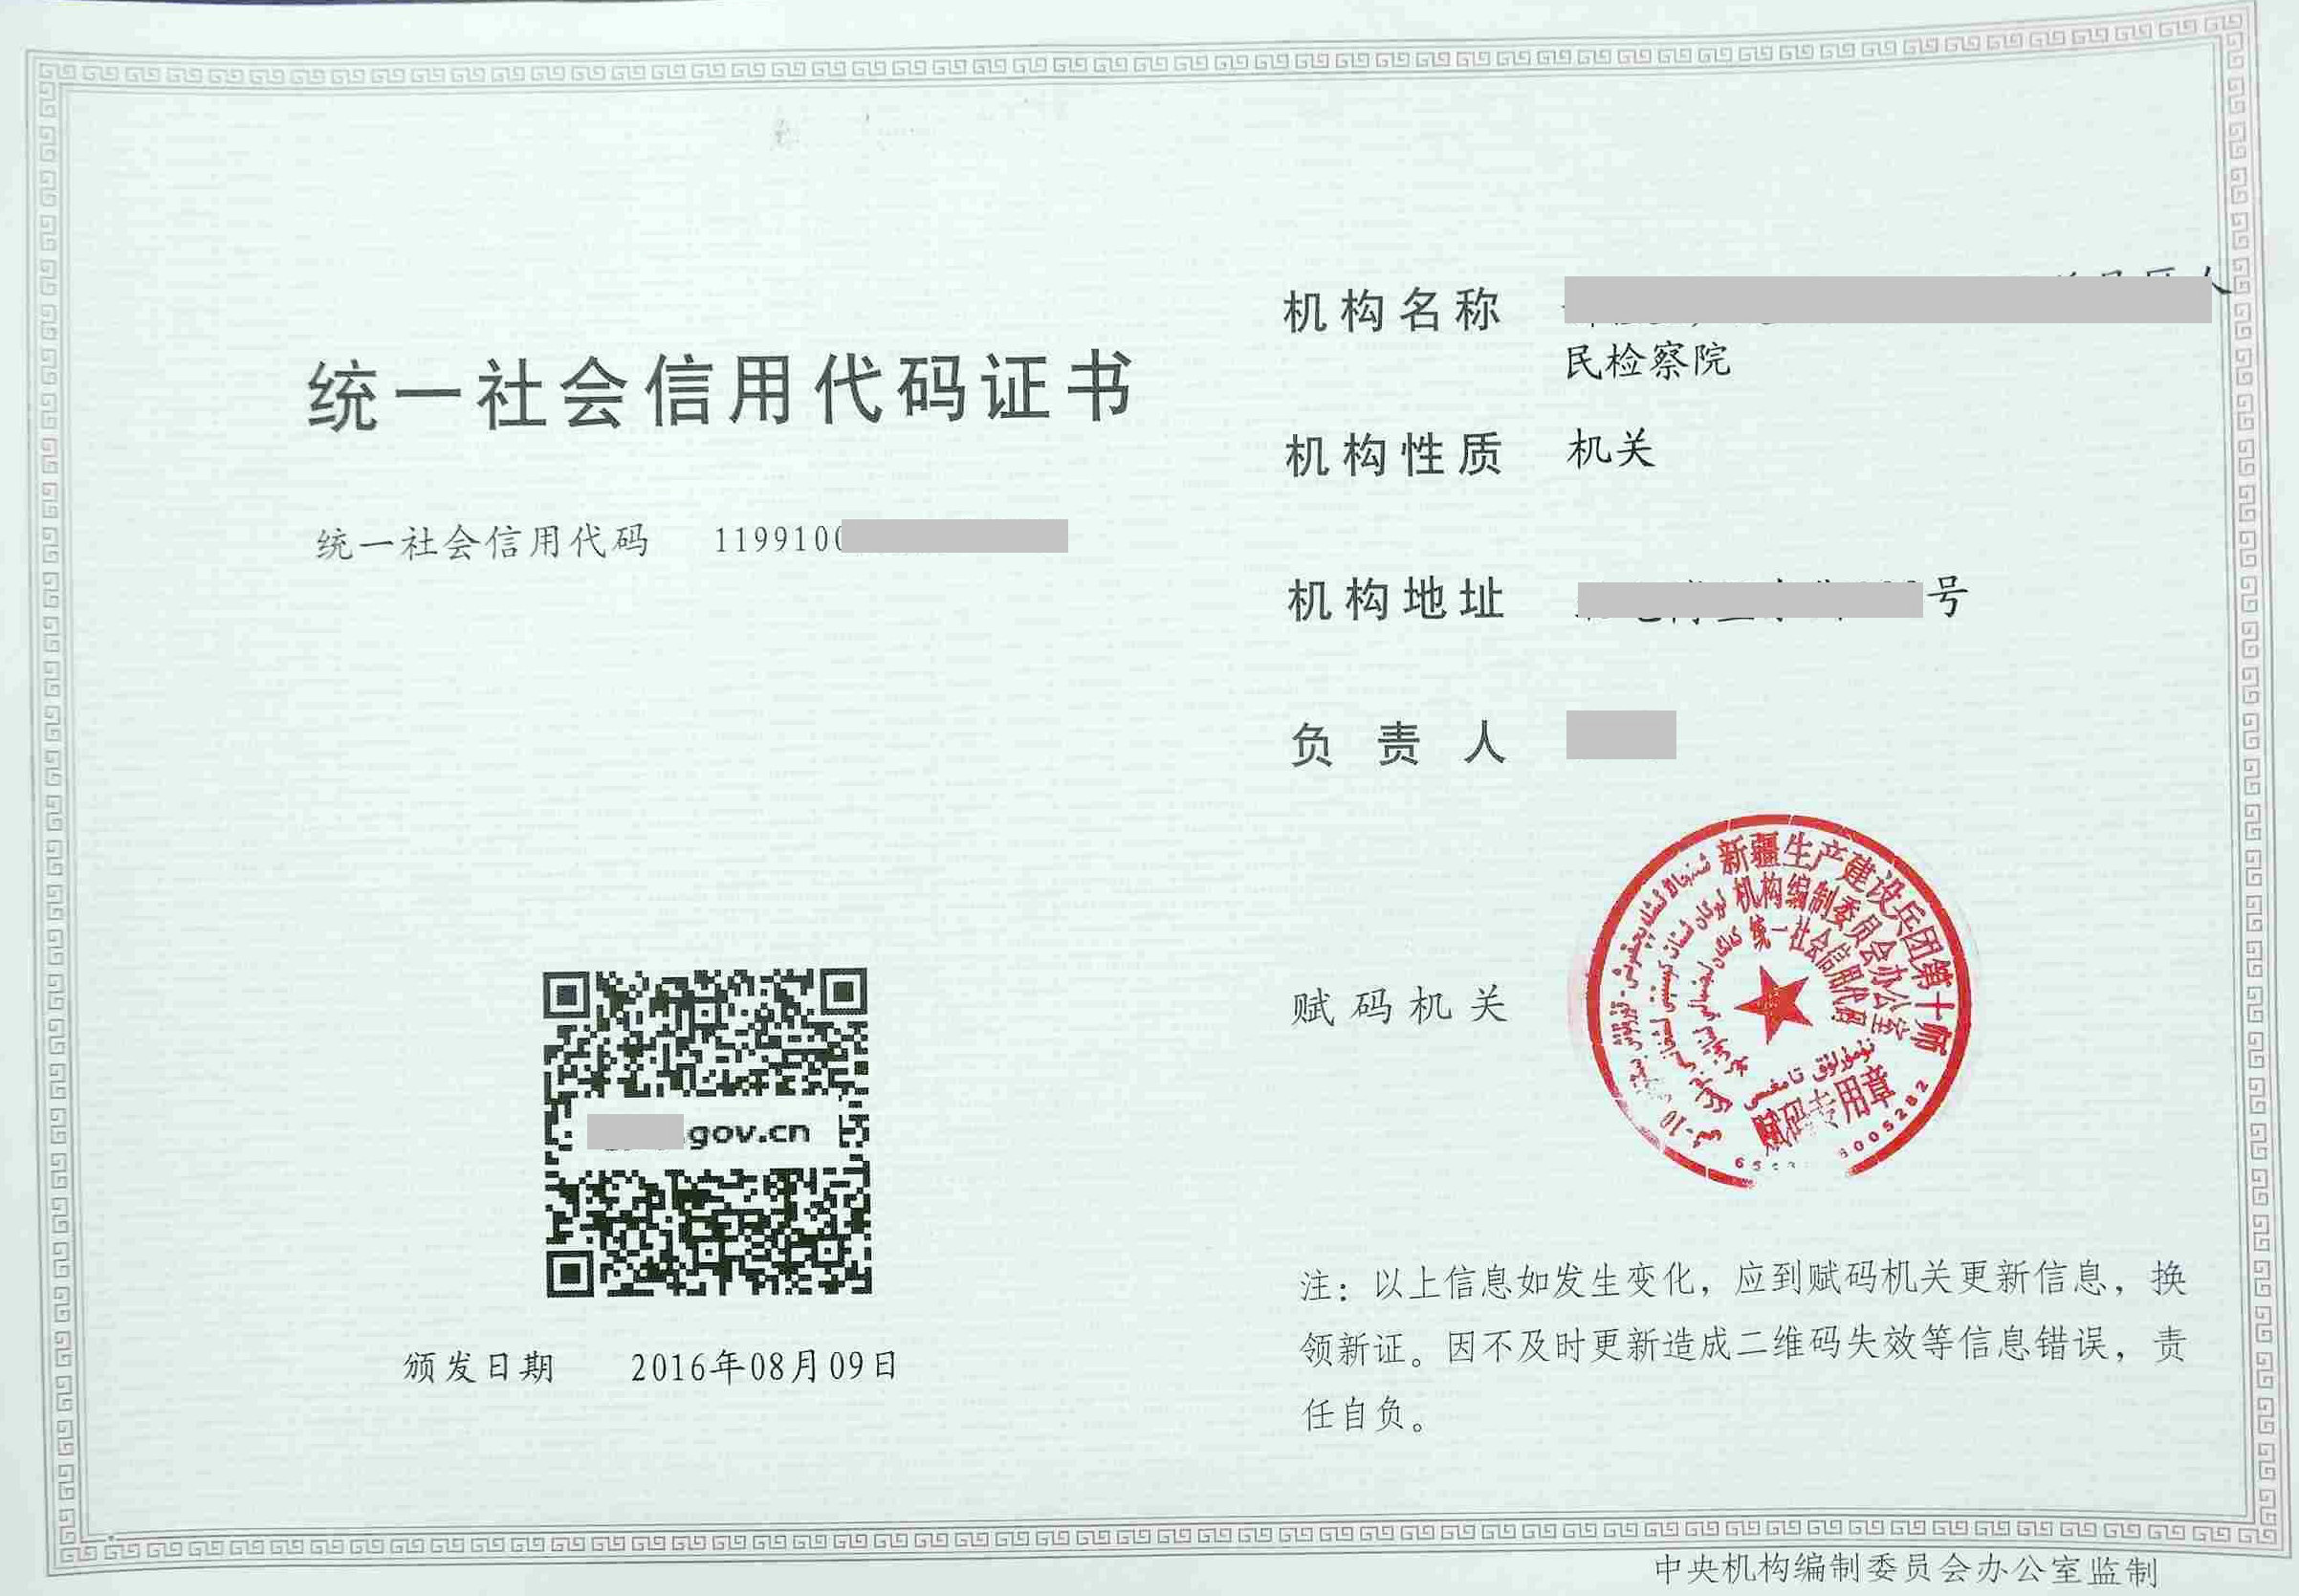 统一社会信用代码证书
统一社会信用代码 1199100
机构名称 人
民检察院
机构性质 机关
机构地址 号
负责人
赋码机关
新疆生产建设兵团第十师
机构编制委员会办公室
统一社会信用代码
赋码专用章
gov.cn
颁发日期 2016年08月09日
注：以上信息如发生变化，应到赋码机关更新信息，换
领新证。因不及时更新造成二维码失效等信息错误，责
任自负。
中央机构编制委员会办公室监制